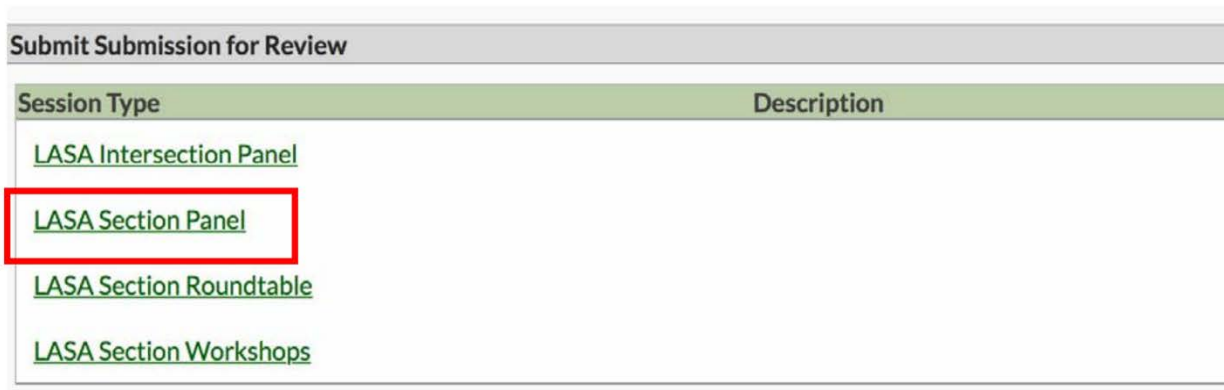 Submit Submission for Review
Session Type Description
LASA Intersection Panel
LASA Section Panel
LASA Section Roundtable
LASA Section Workshops